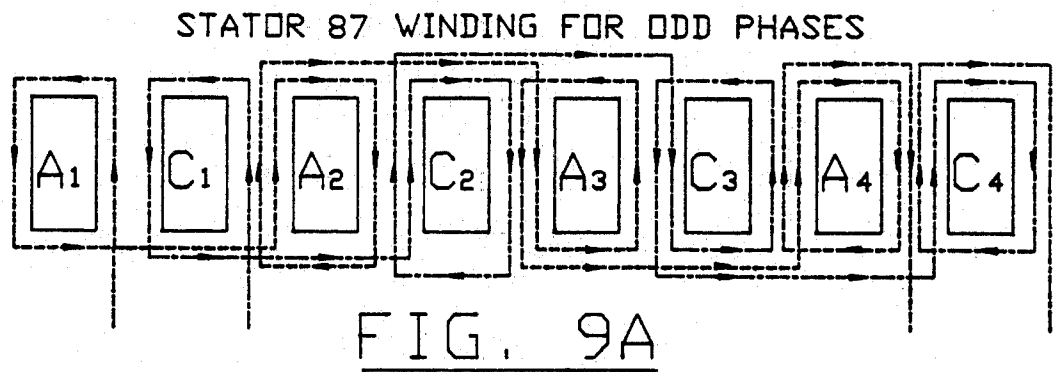 STATOR 87 WINDING FOR ODD PHASES
A1 C1 A2 C2 A3 C3 A4 C4
FIG. 9A